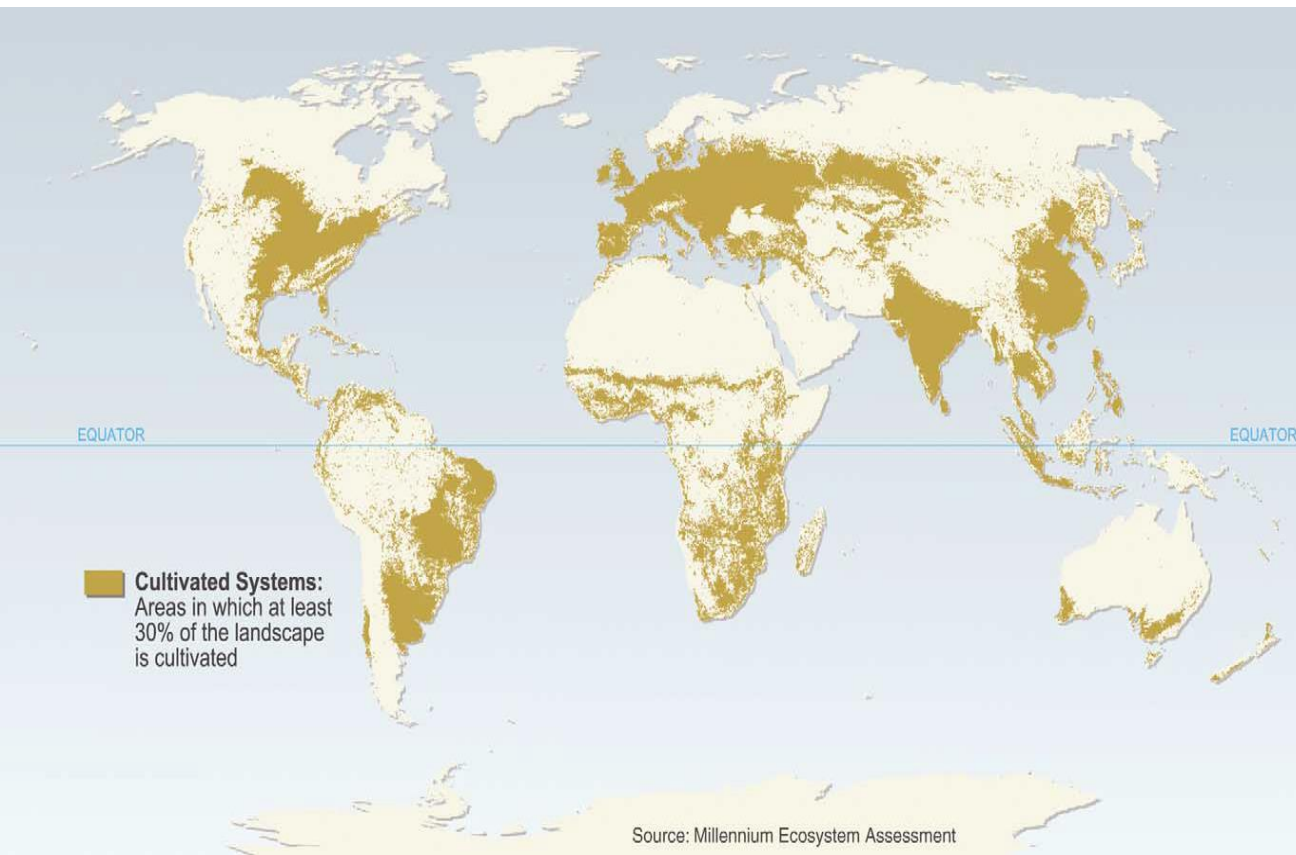 EQUATOR
EQUATOR
Cultivated Systems:
Areas in which at least
30% of the landscape
is cultivated
Source: Millennium Ecosystem Assessment